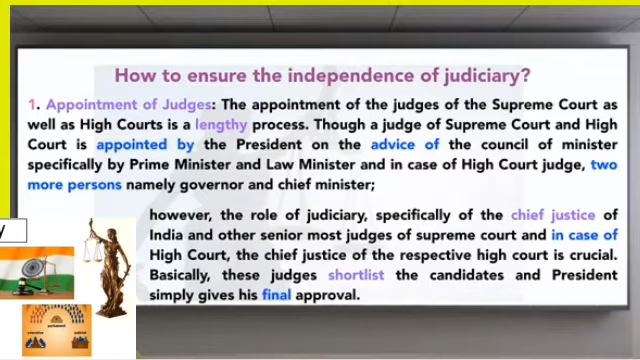 How to ensure the independence of judiciary?
1. Appointment of Judges: The appointment of the judges of the Supreme Court as
well as High Courts is a lengthy process. Though a judge of Supreme Court and High
Court is appointed by the President on the advice of the council of minister
specifically by Prime Minister and Law Minister and in case of High Court judge, two
more persons namely governor and chief minister;
however, the role of judiciary, specifically of the chief justice of
India and other senior most judges of supreme court and in case of
High Court, the chief justice of the respective high court is crucial.
Basically, these judges shortlist the candidates and President
simply gives his final approval.
y
parliament
executive
judicial